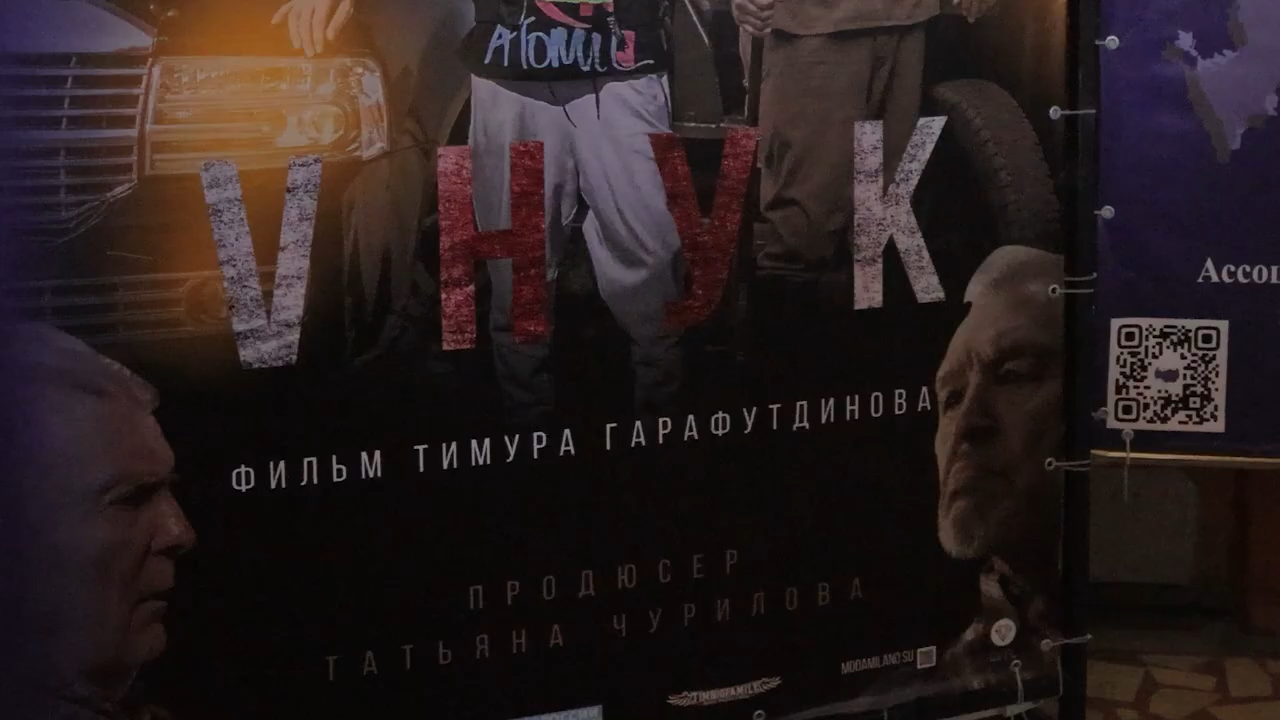 ATOMIC
VНУК
ФИЛЬМ ТИМУРА ГАРАФУТДИНОВА
ПРОДЮСЕР
ТАТЬЯНА ЧУРИЛОВА
MODAMILANO.SU